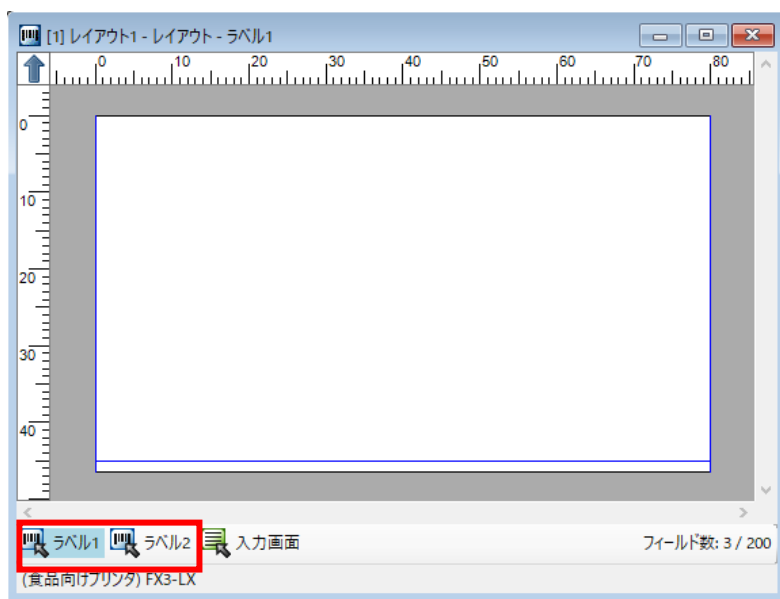 [1] レイアウト1 - レイアウト - ラベル1
0 10 20 30 40 50 60 70 80
0
10
20
30
40
ラベル1 ラベル2 入力画面 フィールド数: 3 / 200
(食品向けプリンタ) FX3-LX